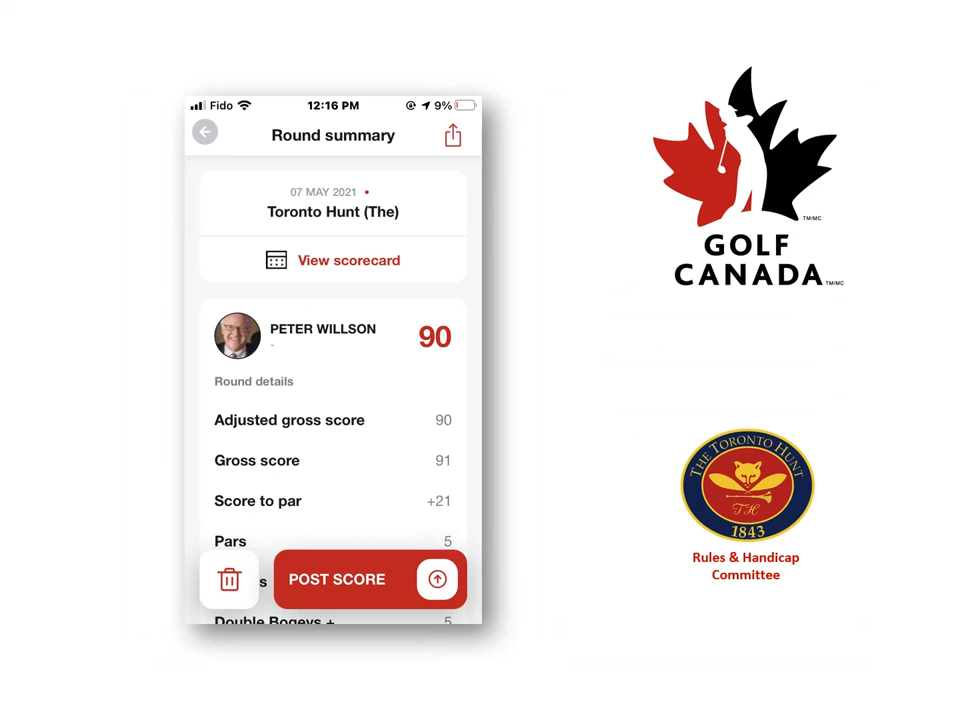 Fido 12:16 PM 9%
Round summary
07 MAY 2021 •
Toronto Hunt (The)
View scorecard
PETER WILLSON 90
-
Round details
Adjusted gross score 90
Gross score 91
Score to par +21
Pars 5
s
POST SCORE
Double Bogeys + 5
GOLF
CANADA
TM/MC
TM/MC
THE TORONTO HUNT
TH
1843
Rules & Handicap
Committee